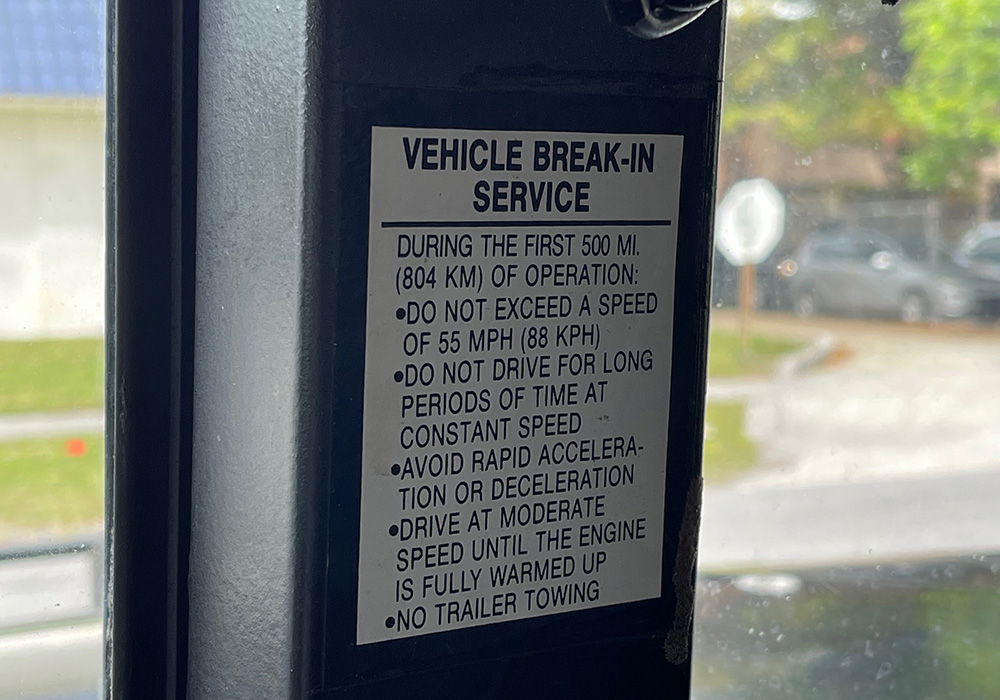 VEHICLE BREAK-IN
SERVICE
DURING THE FIRST 500 MI.
(804 KM) OF OPERATION:
•DO NOT EXCEED A SPEED
OF 55 MPH (88 KPH)
•DO NOT DRIVE FOR LONG
PERIODS OF TIME AT
CONSTANT SPEED
•AVOID RAPID ACCELERA-
TION OR DECELERATION
•DRIVE AT MODERATE
SPEED UNTIL THE ENGINE
IS FULLY WARMED UP
•NO TRAILER TOWING